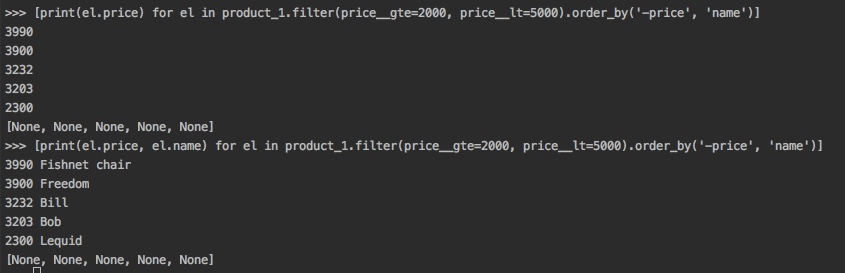 >>> [print(el.price) for el in product_1.filter(price__gte=2000, price__lt=5000).order_by('-price', 'name')]
3990
3900
3232
3203
2300
[None, None, None, None, None]
>>> [print(el.price, el.name) for el in product_1.filter(price__gte=2000, price__lt=5000).order_by('-price', 'name')]
3990 Fishnet chair
3900 Freedom
3232 Bill
3203 Bob
2300 Lequid
[None, None, None, None, None]